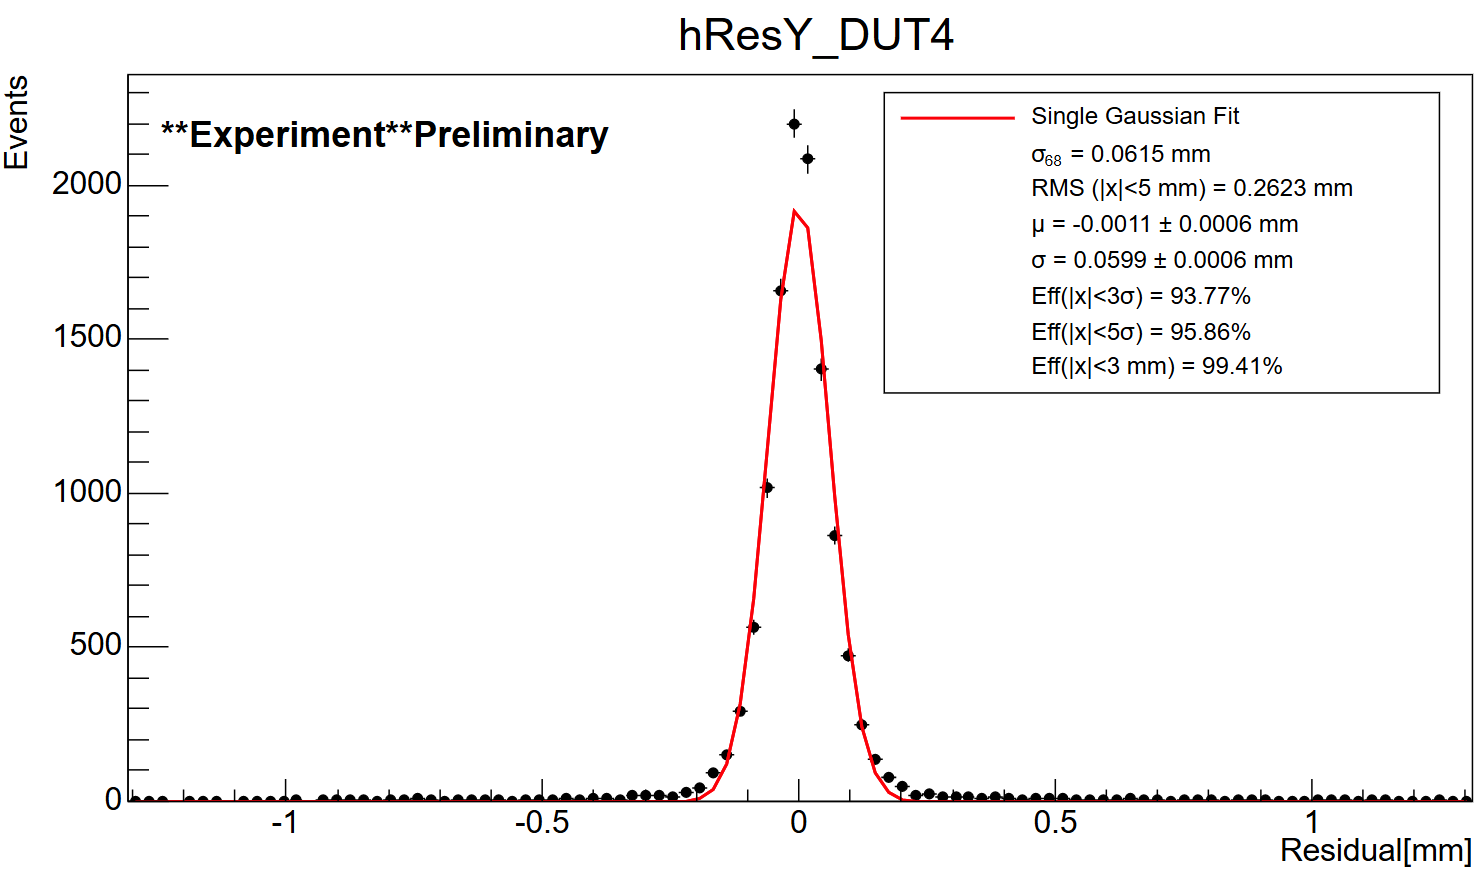 hResY_DUT4
Events
**Experiment**Preliminary
Single Gaussian Fit
σ68 = 0.0615 mm
RMS (|x|<5 mm) = 0.2623 mm
μ = -0.0011 ± 0.0006 mm
σ = 0.0599 ± 0.0006 mm
Eff(|x|<3σ) = 93.77%
Eff(|x|<5σ) = 95.86%
Eff(|x|<3 mm) = 99.41%
2000
1500
1000
500
0
-1 -0.5 0 0.5 1
Residual[mm]